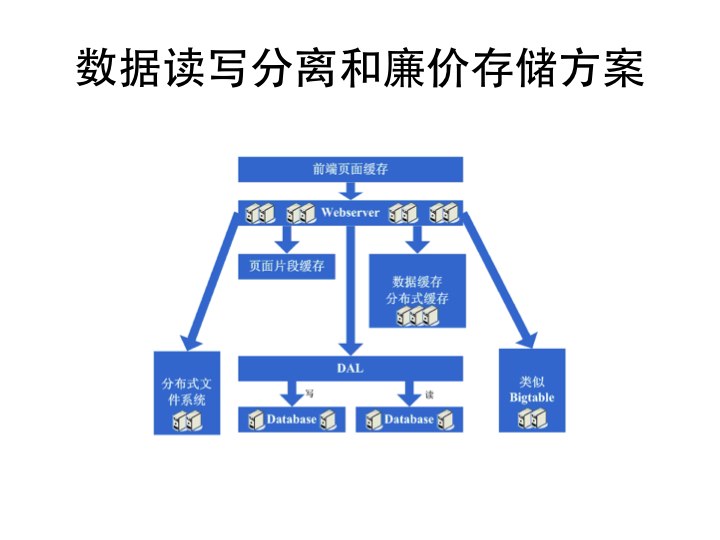 数据读写分离和廉价存储方案
前端页面缓存
Webserver
页面片段缓存
数据缓存
分布式缓存
分布式文
件系统
DAL
写
读
Database
Database
类似
Bigtable